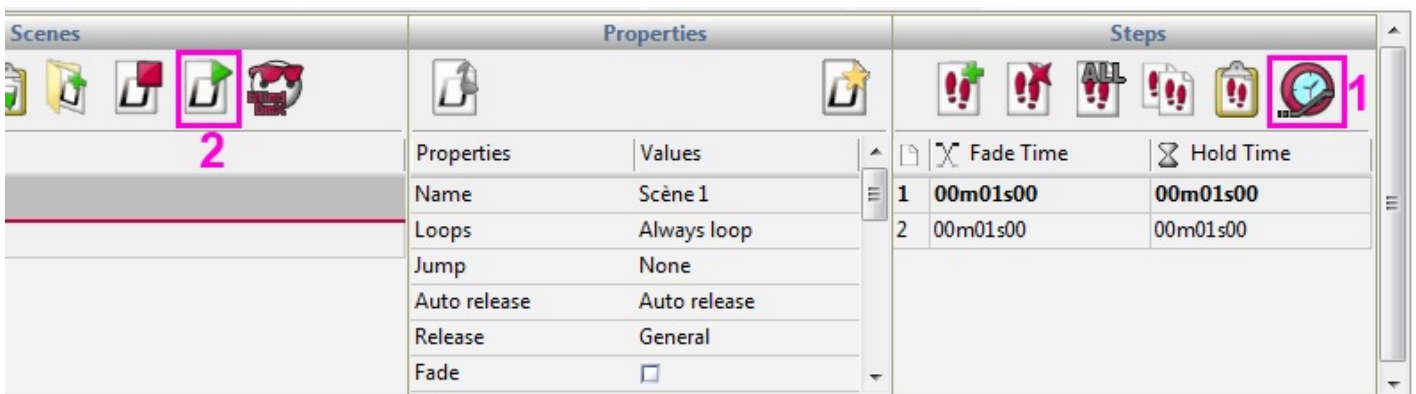 Scenes
Properties
Steps
ALL
1
2
Properties Values
Name Scène 1
Loops Always loop
Jump None
Auto release Auto release
Release General
Fade
Fade Time Hold Time
1 00m01s00 00m01s00
2 00m01s00 00m01s00